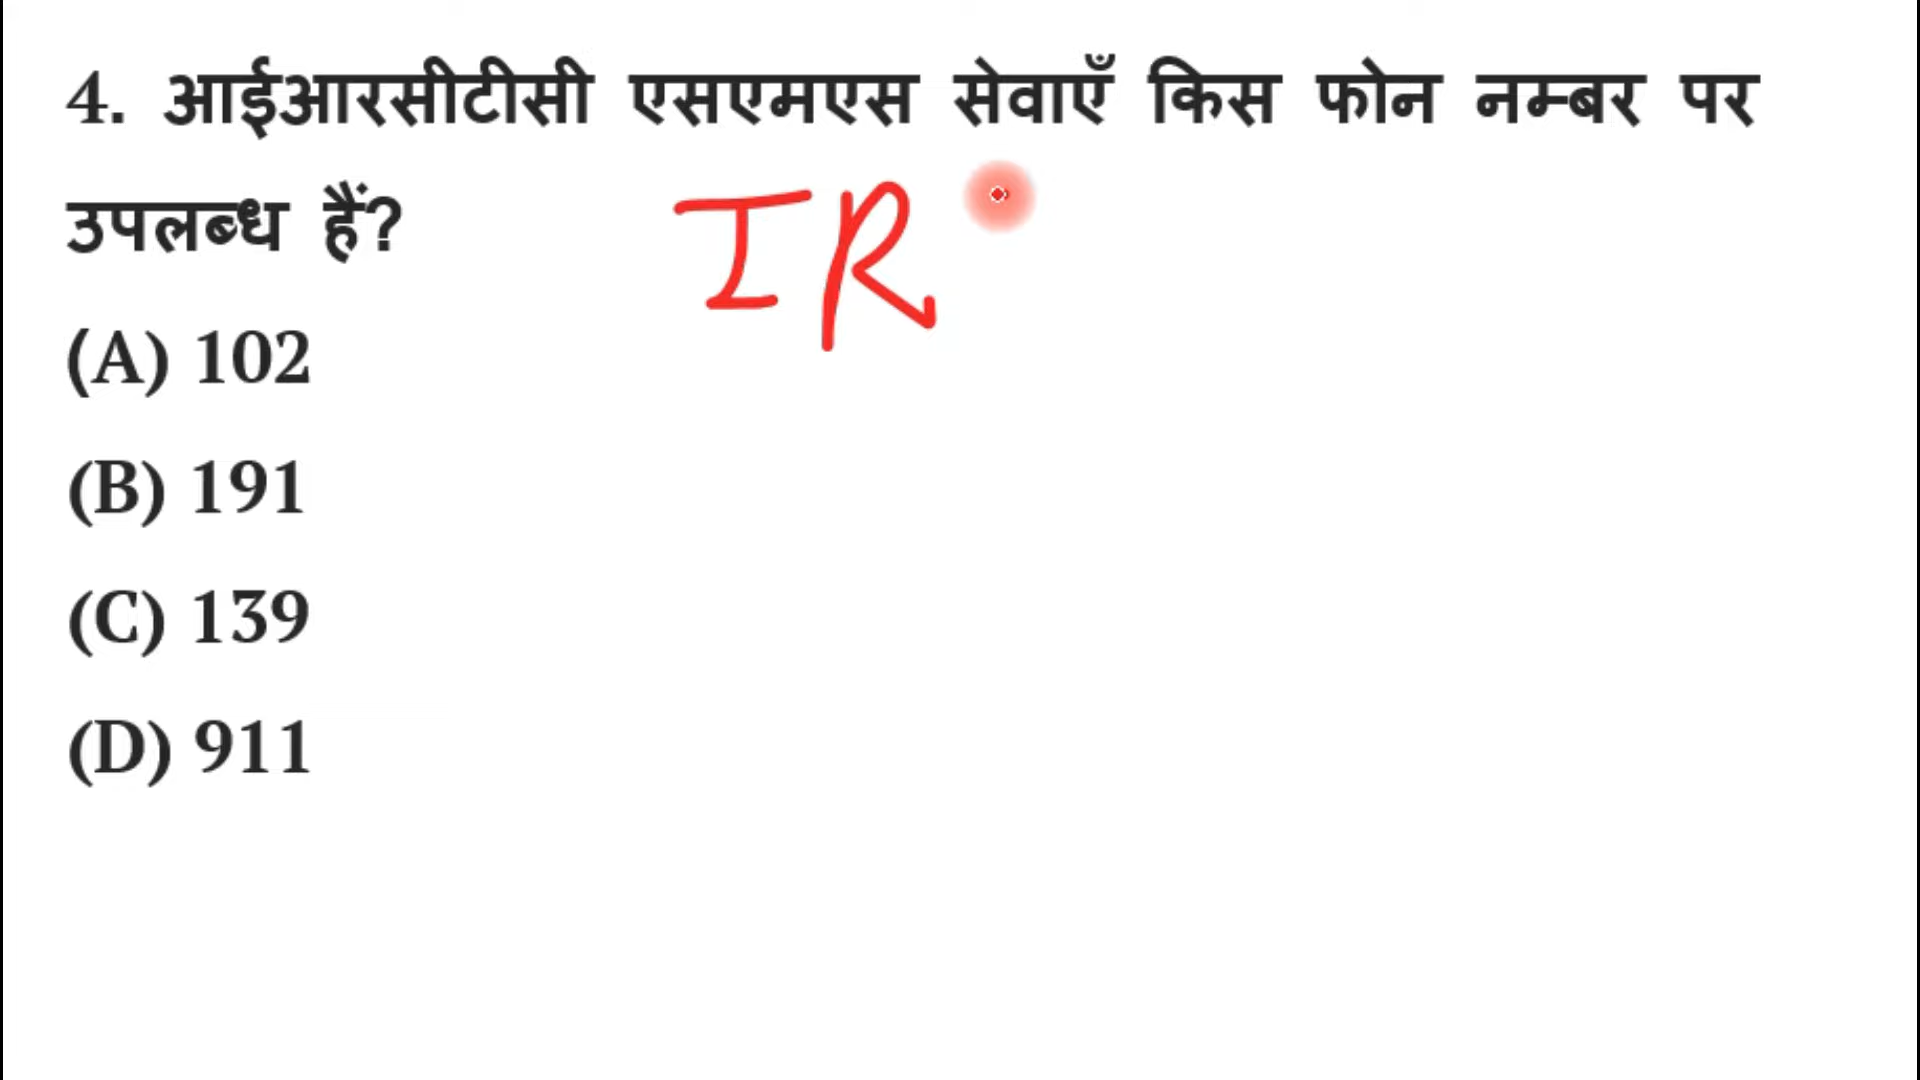 4. आईआरसीटीसी एसएमएस सेवाएँ किस फोन नम्बर पर
उपलब्ध हैं?
IR
(A) 102
(B) 191
(C) 139
(D) 911